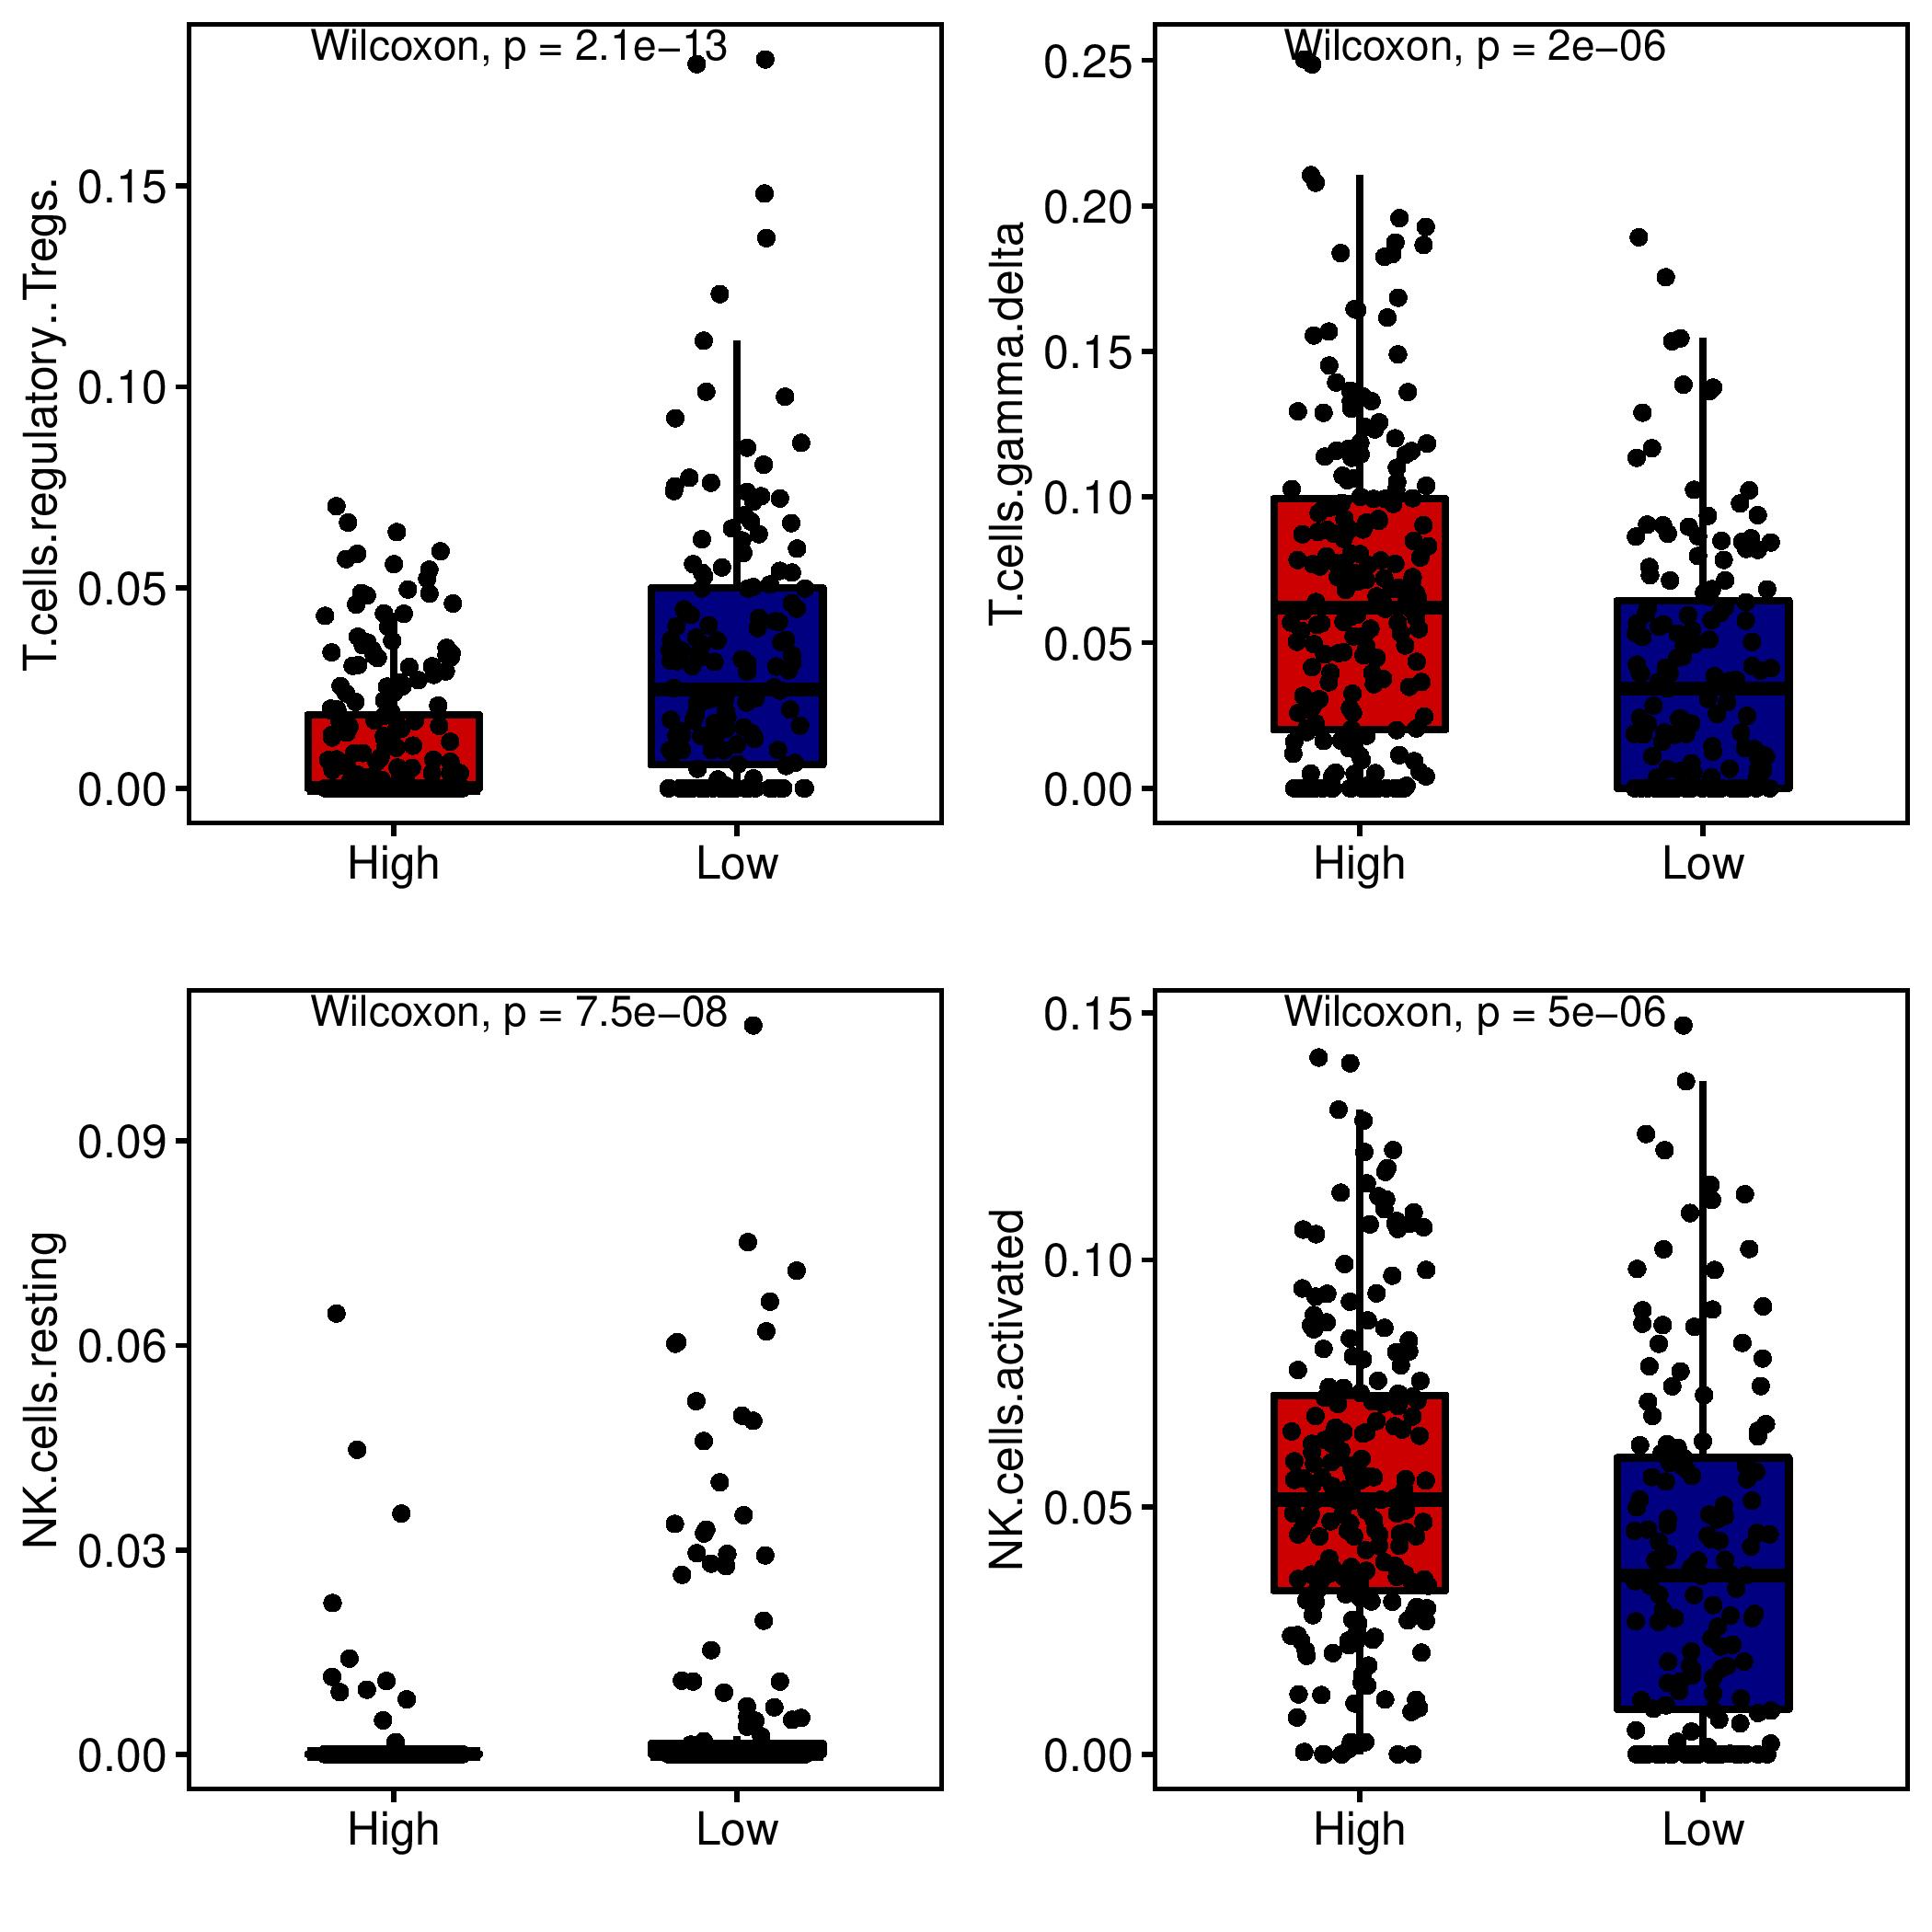 Wilcoxon, p = 2.1e−13
T.cells.regulatory..Tregs.
0.15
0.10
0.05
0.00
High Low
Wilcoxon, p = 2e−06
T.cells.gamma.delta
0.25
0.20
0.15
0.10
0.05
0.00
High Low
Wilcoxon, p = 7.5e−08
NK.cells.resting
0.09
0.06
0.03
0.00
High Low
Wilcoxon, p = 5e−06
NK.cells.activated
0.15
0.10
0.05
0.00
High Low